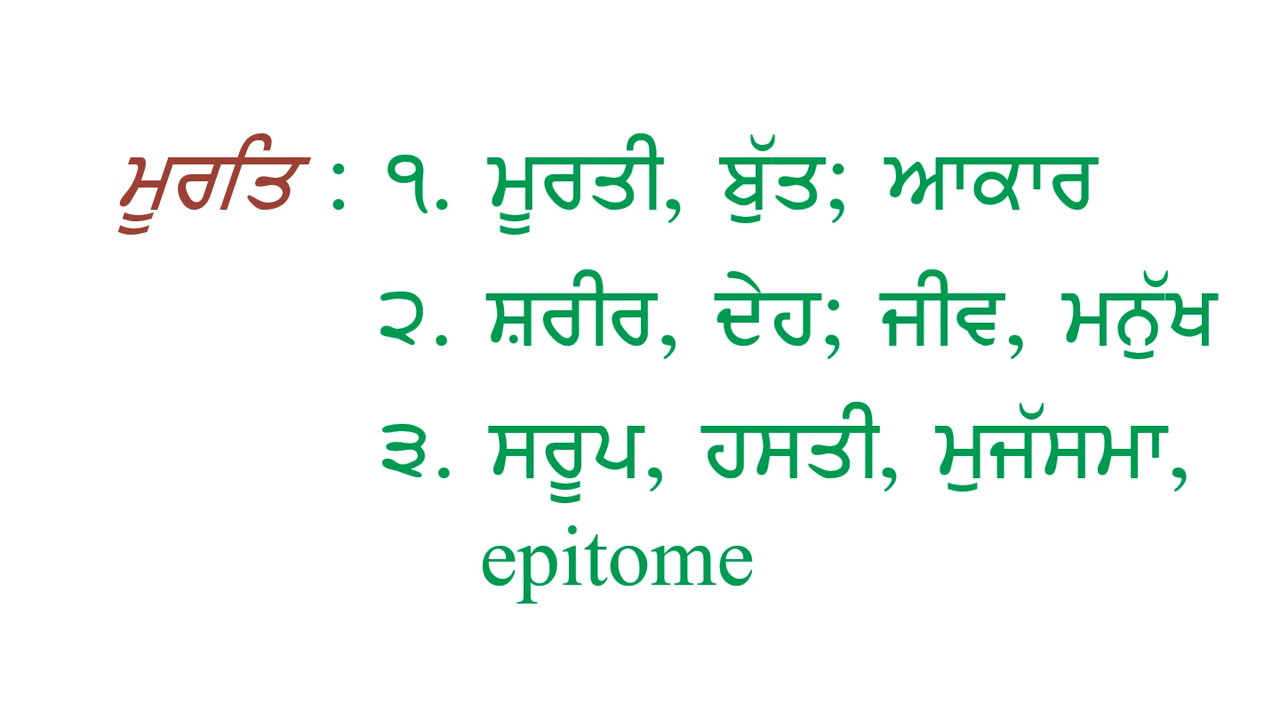 ਮੂਰਤਿ : ੧. ਮੂਰਤੀ, ਬੁੱਤ; ਆਕਾਰ
੨. ਸ਼ਰੀਰ, ਦੇਹ; ਜੀਵ, ਮਨੁੱਖ
੩. ਸਰੂਪ, ਹਸਤੀ, ਮੁਜੱਸਮਾ,
epitome